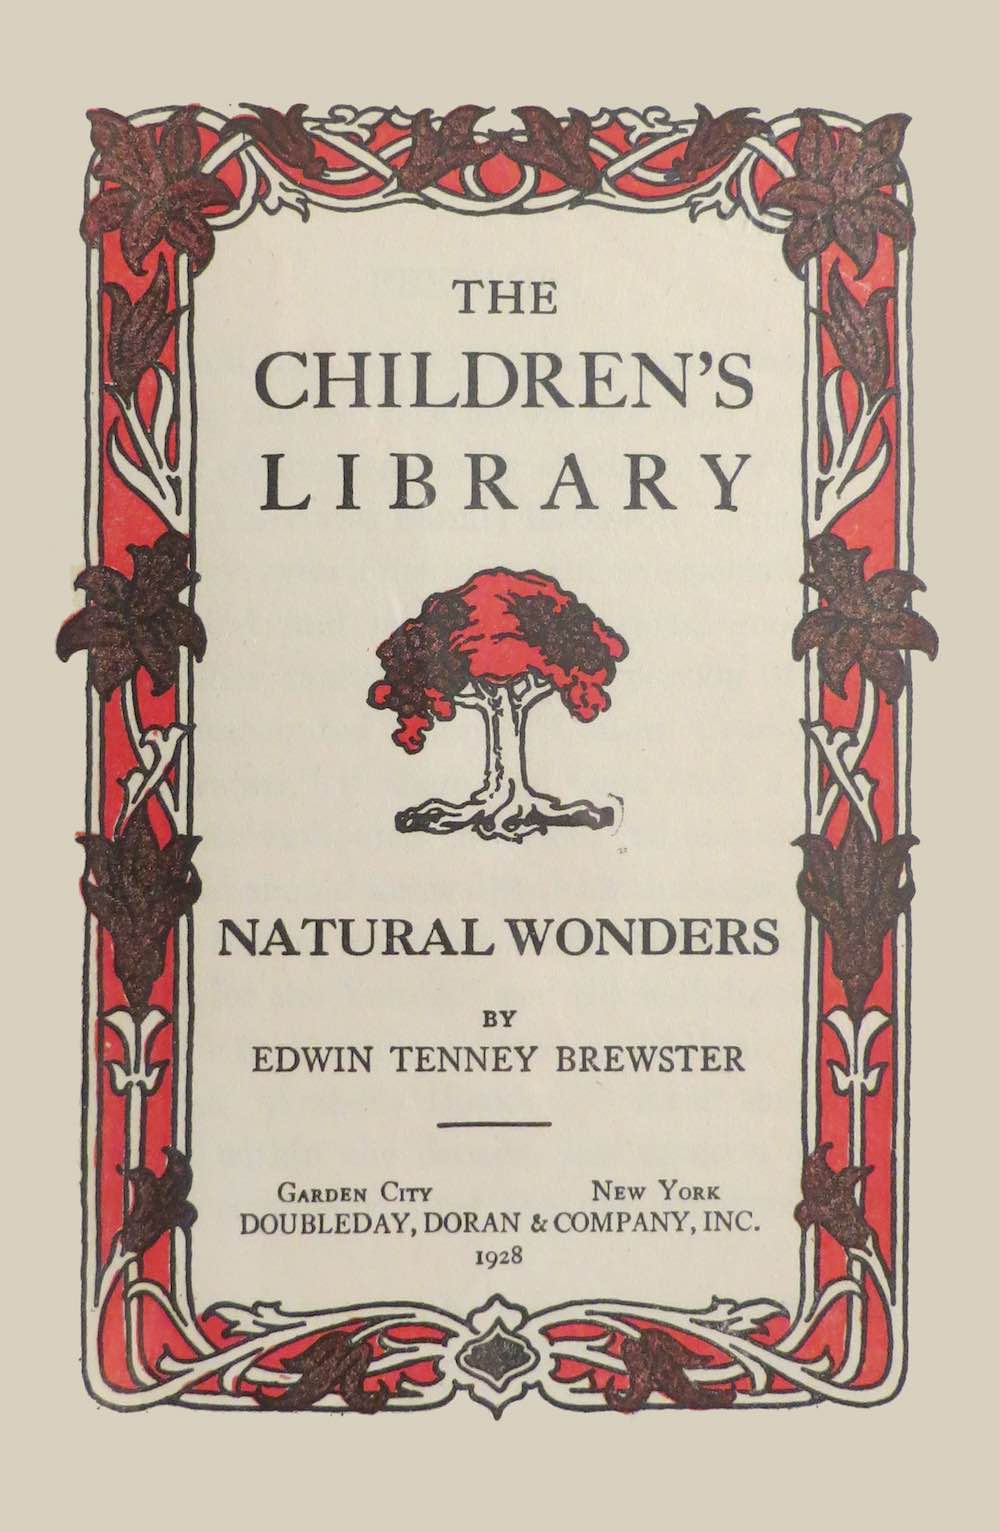 THE
CHILDREN'S
LIBRARY
NATURAL WONDERS
BY
EDWIN TENNEY BREWSTER
GARDEN CITY NEW YORK
DOUBLEDAY, DORAN & COMPANY, INC.
1928